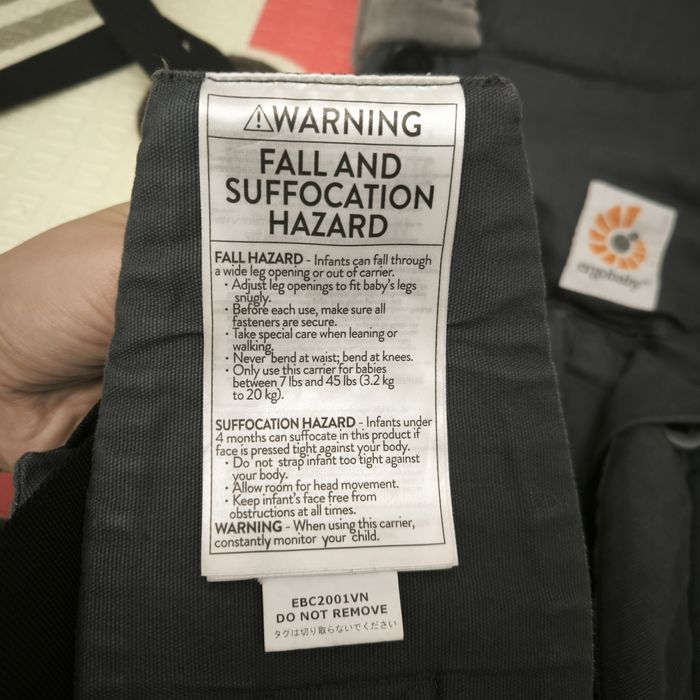 ⚠WARNING
FALL AND
SUFFOCATION
HAZARD
FALL HAZARD - Infants can fall through
a wide leg opening or out of carrier.
· Adjust leg openings to fit baby's legs
snugly.
· Before each use, make sure all
fasteners are secure.
· Take special care when leaning or
walking.
· Never bend at waist; bend at knees.
· Only use this carrier for babies
between 7 lbs and 45 lbs (3.2 kg
to 20 kg).
SUFFOCATION HAZARD - Infants under
4 months can suffocate in this product if
face is pressed tight against your body.
· Do not strap infant too tight against
your body.
· Allow room for head movement.
· Keep infant's face free from
obstructions at all times.
WARNING - When using this carrier,
constantly monitor your child.
EBC2001VN
DO NOT REMOVE
タグは切り取らないでください
ergobaby